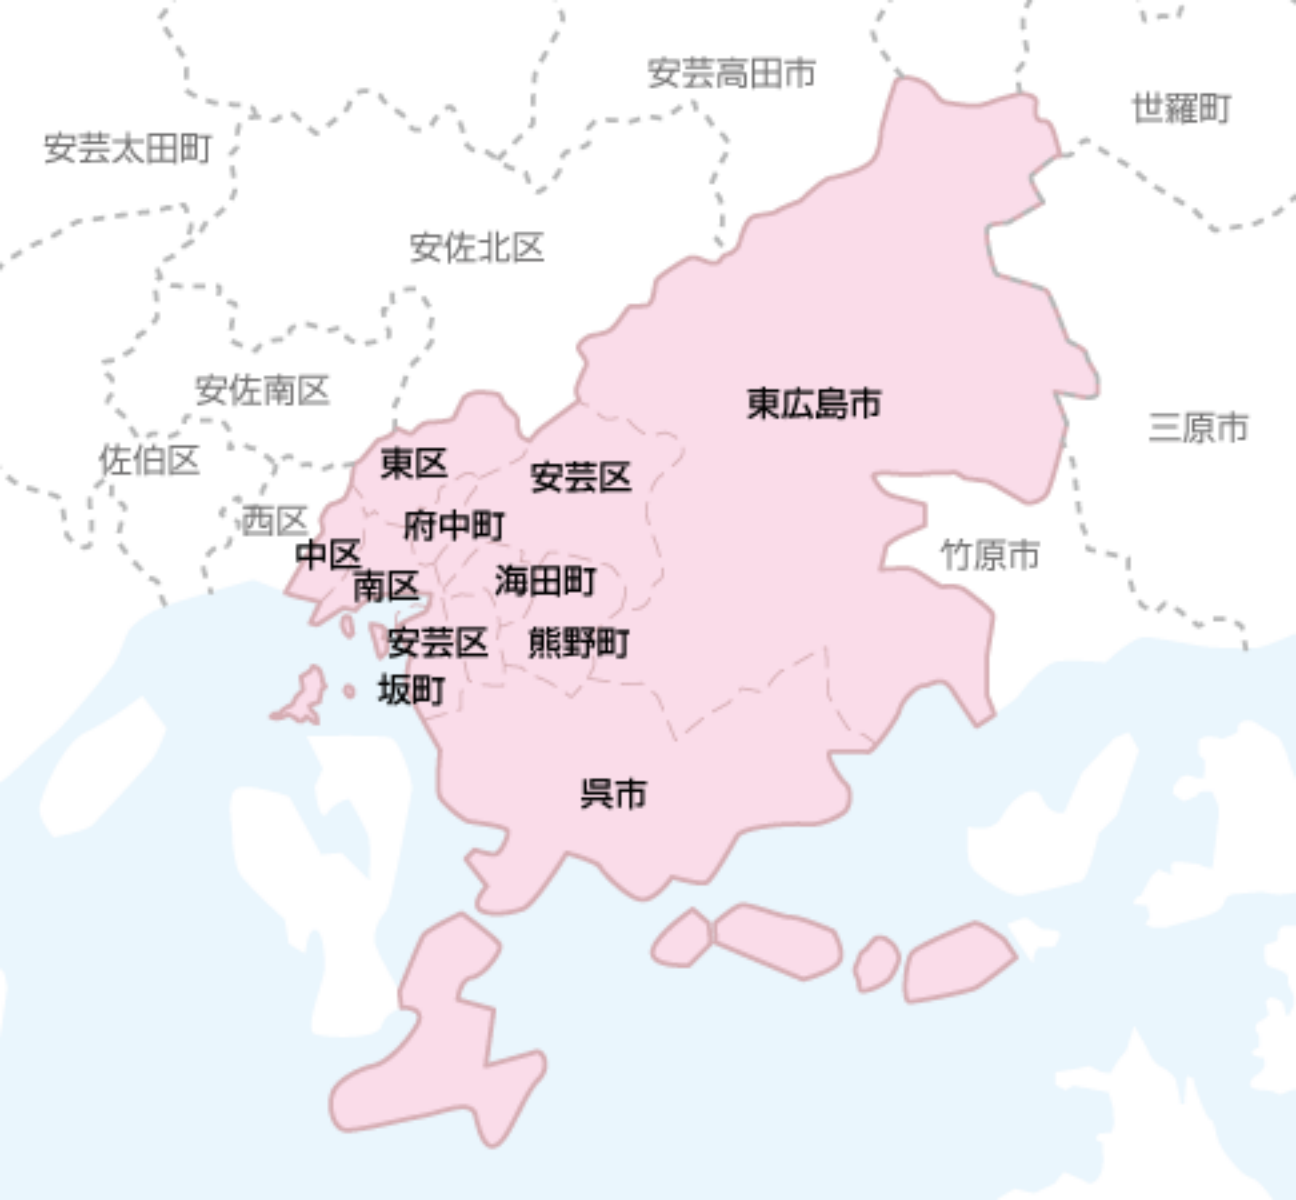 安芸高田市
世羅町
安芸太田町
安佐北区
安佐南区
東広島市
三原市
佐伯区
東区
安芸区
西区
府中町
中区
竹原市
南区
海田町
安芸区
熊野町
坂町
呉市